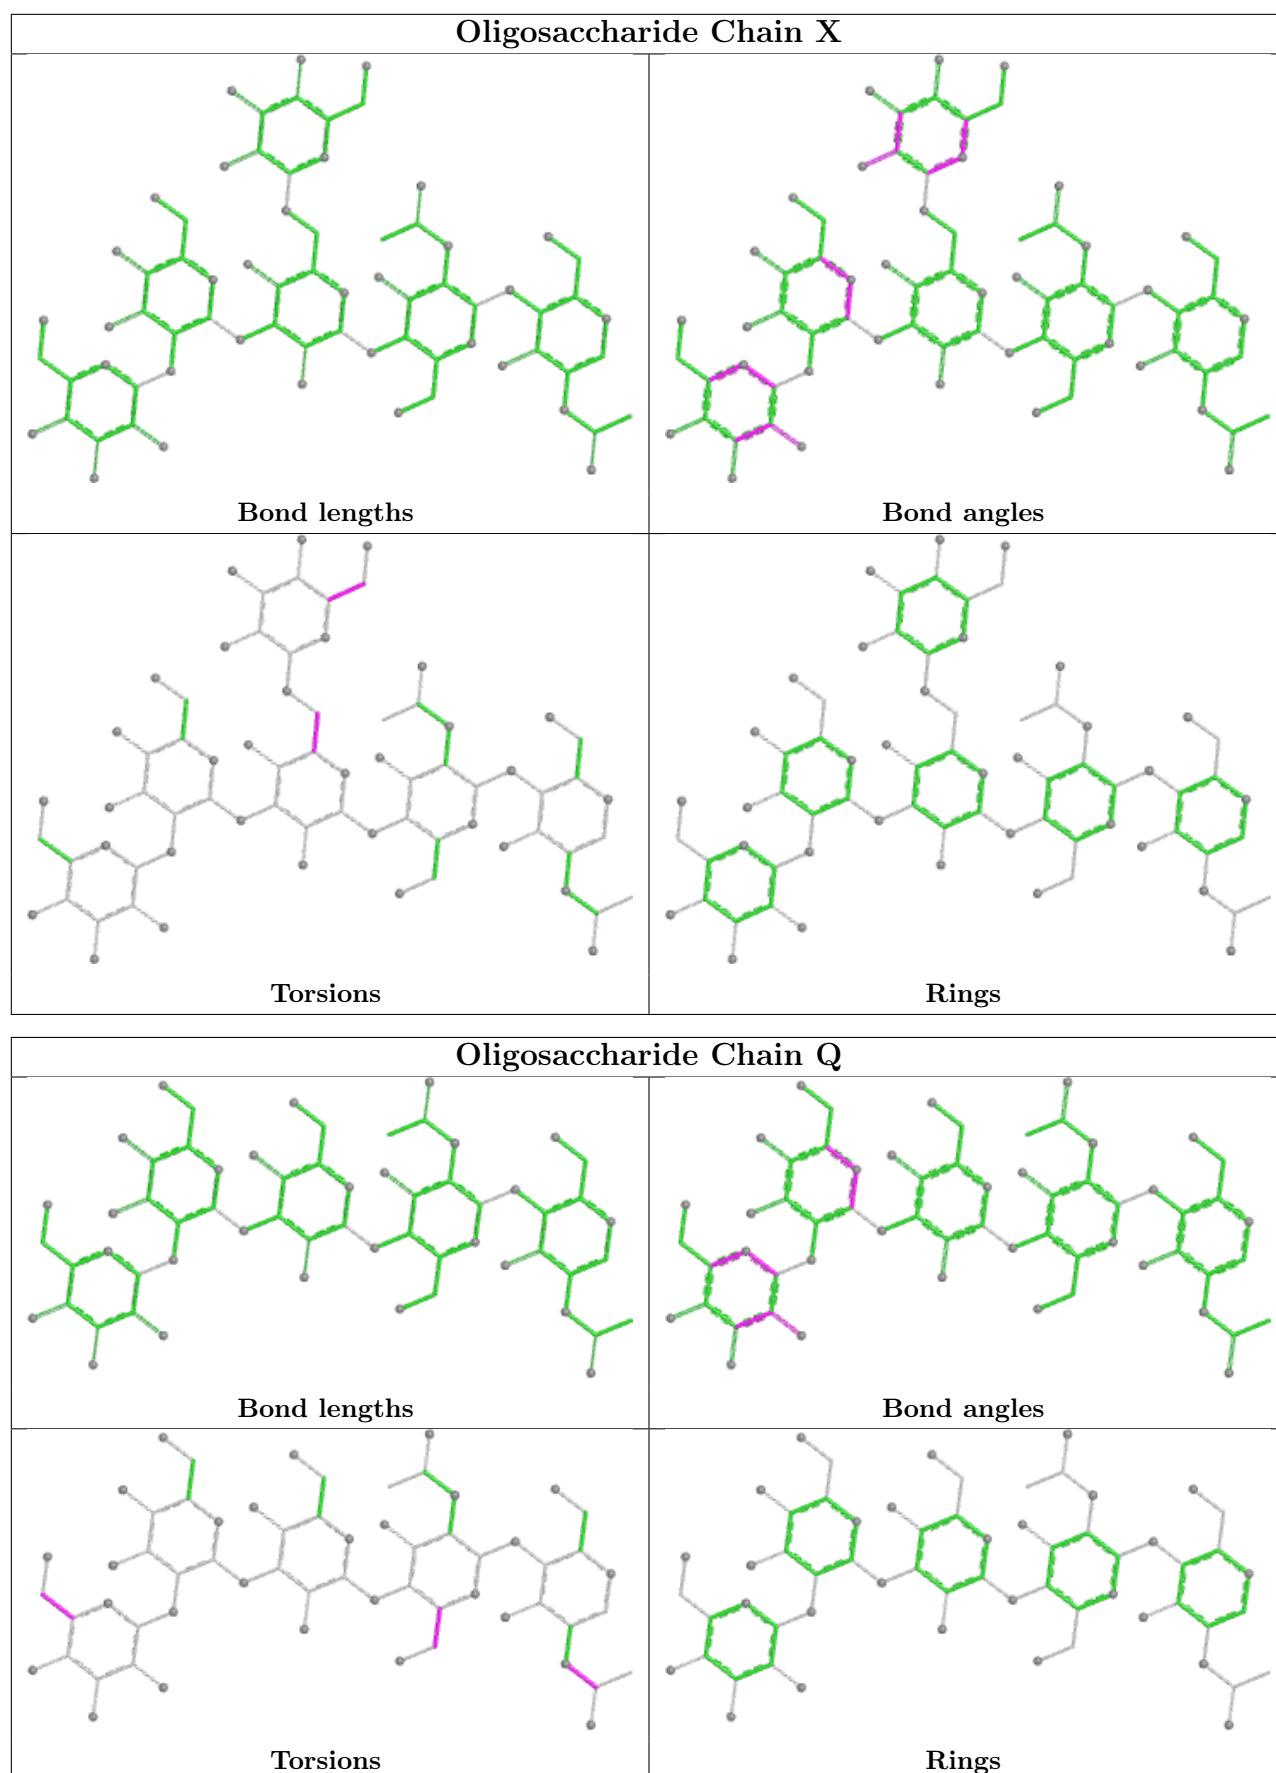 Oligosaccharide Chain X
Bond lengths
Bond angles
Torsions
Rings
Oligosaccharide Chain Q
Bond lengths
Bond angles
Torsions
Rings